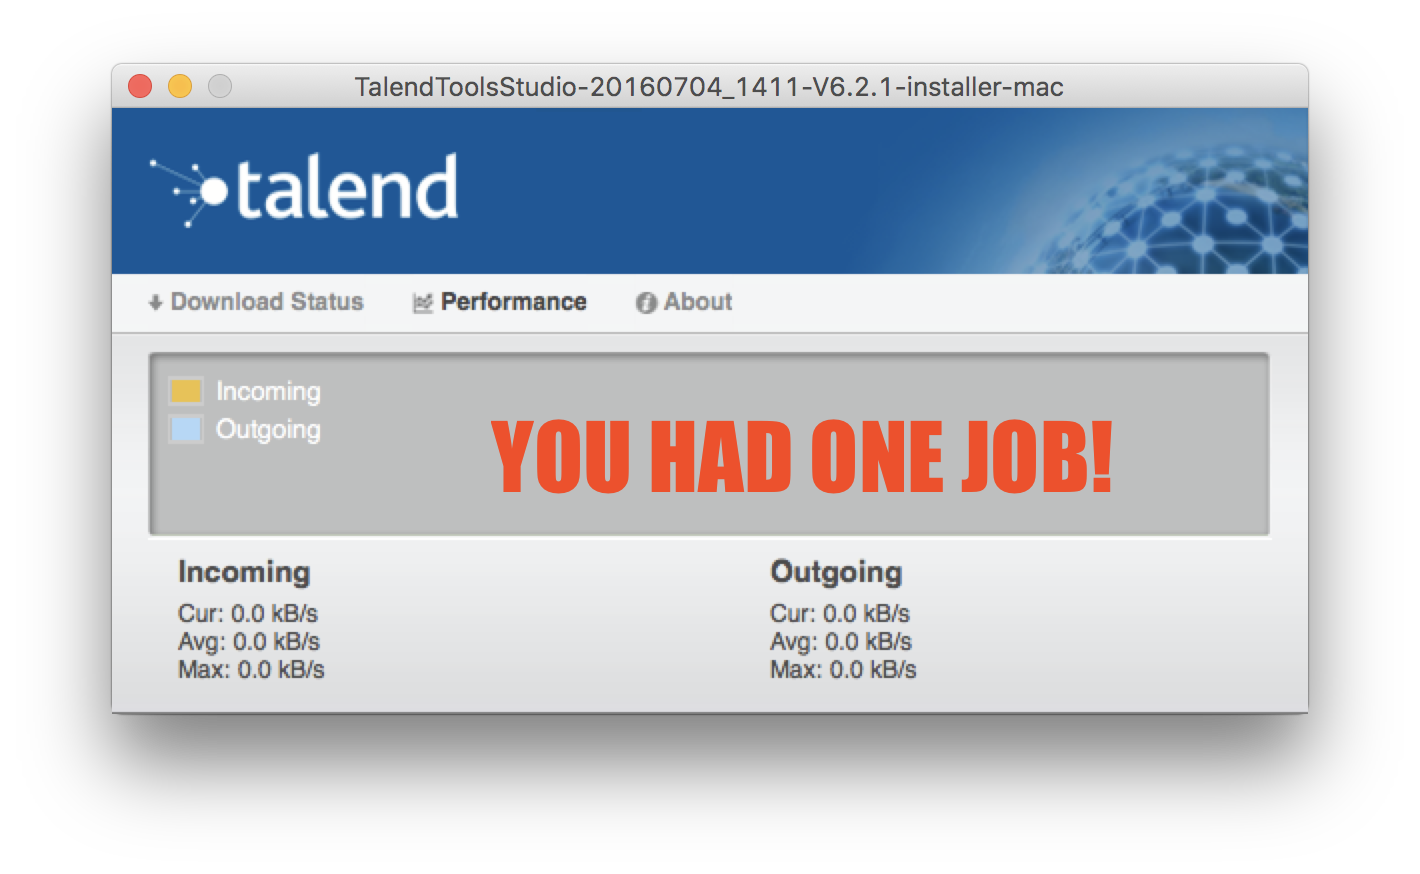 TalendToolsStudio-20160704_1411-V6.2.1-installer-mac
talend
Download Status Performance About
Incoming
Outgoing
YOU HAD ONE JOB!
Incoming Outgoing
Cur: 0.0 kB/s Cur: 0.0 kB/s
Avg: 0.0 kB/s Avg: 0.0 kB/s
Max: 0.0 kB/s Max: 0.0 kB/s